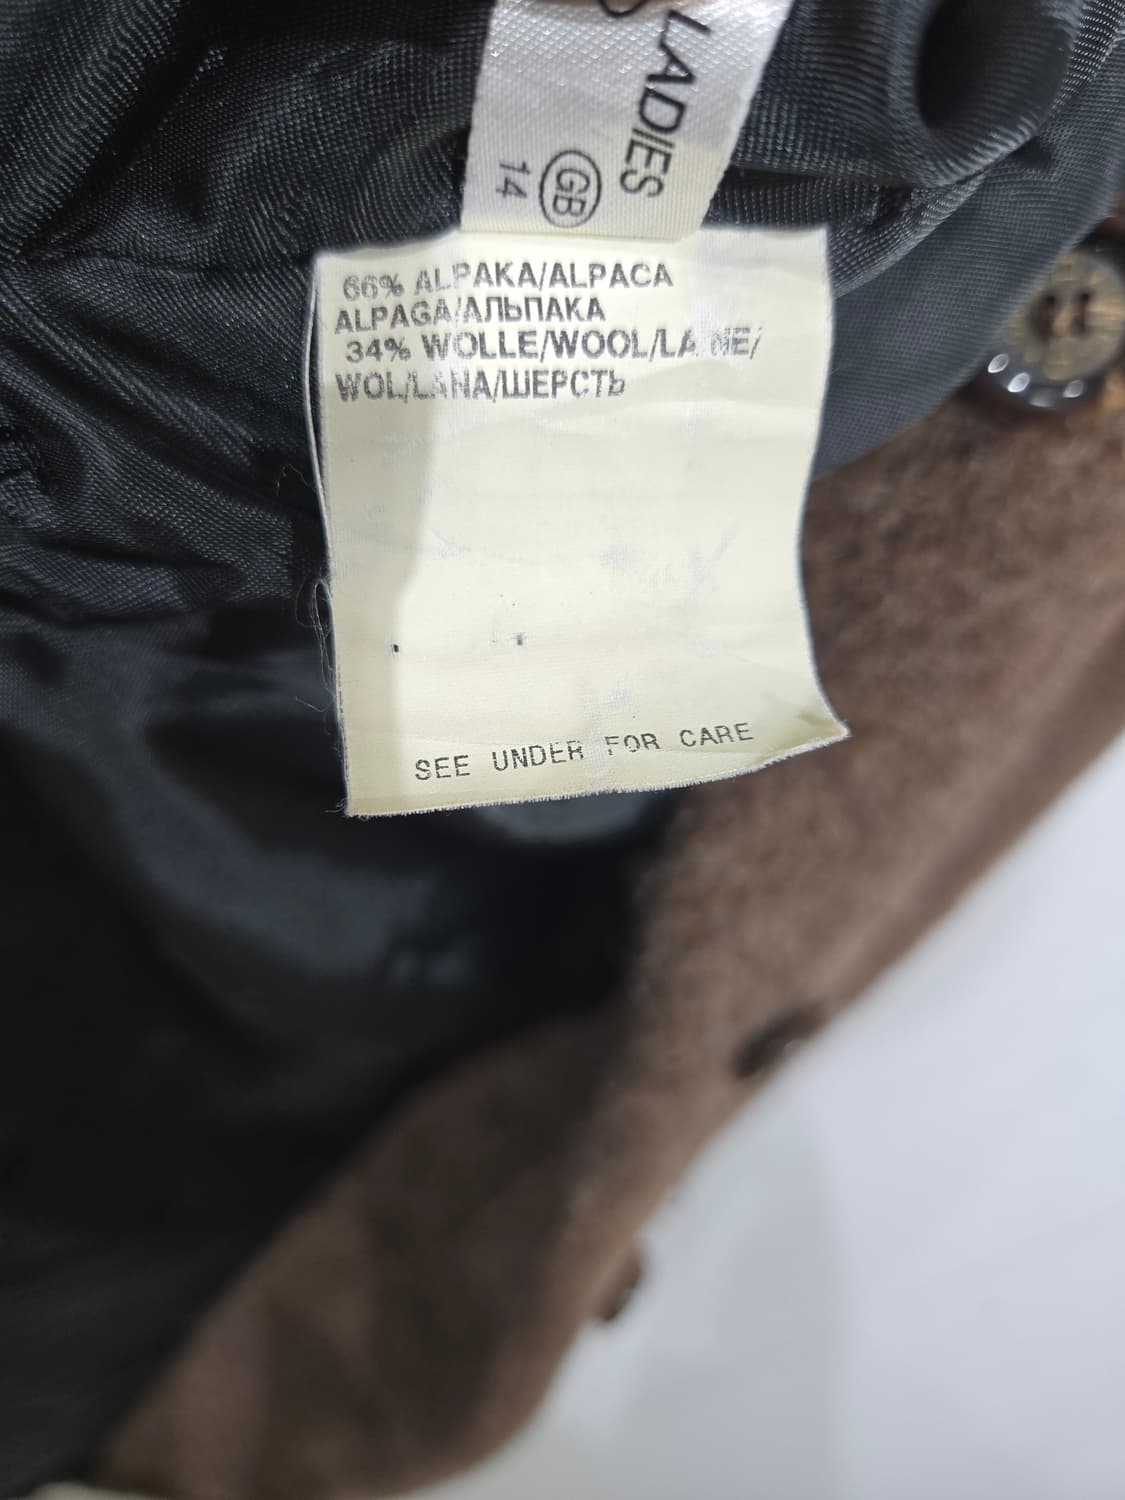 LADIES
GB
14
66% ALPAKA/ALPACA
ALPAGA/АЛЬПАКА
34% WOLLE/WOOL/LAINE/
WOL/LANA/ШЕРСТЬ
SEE UNDER FOR CARE